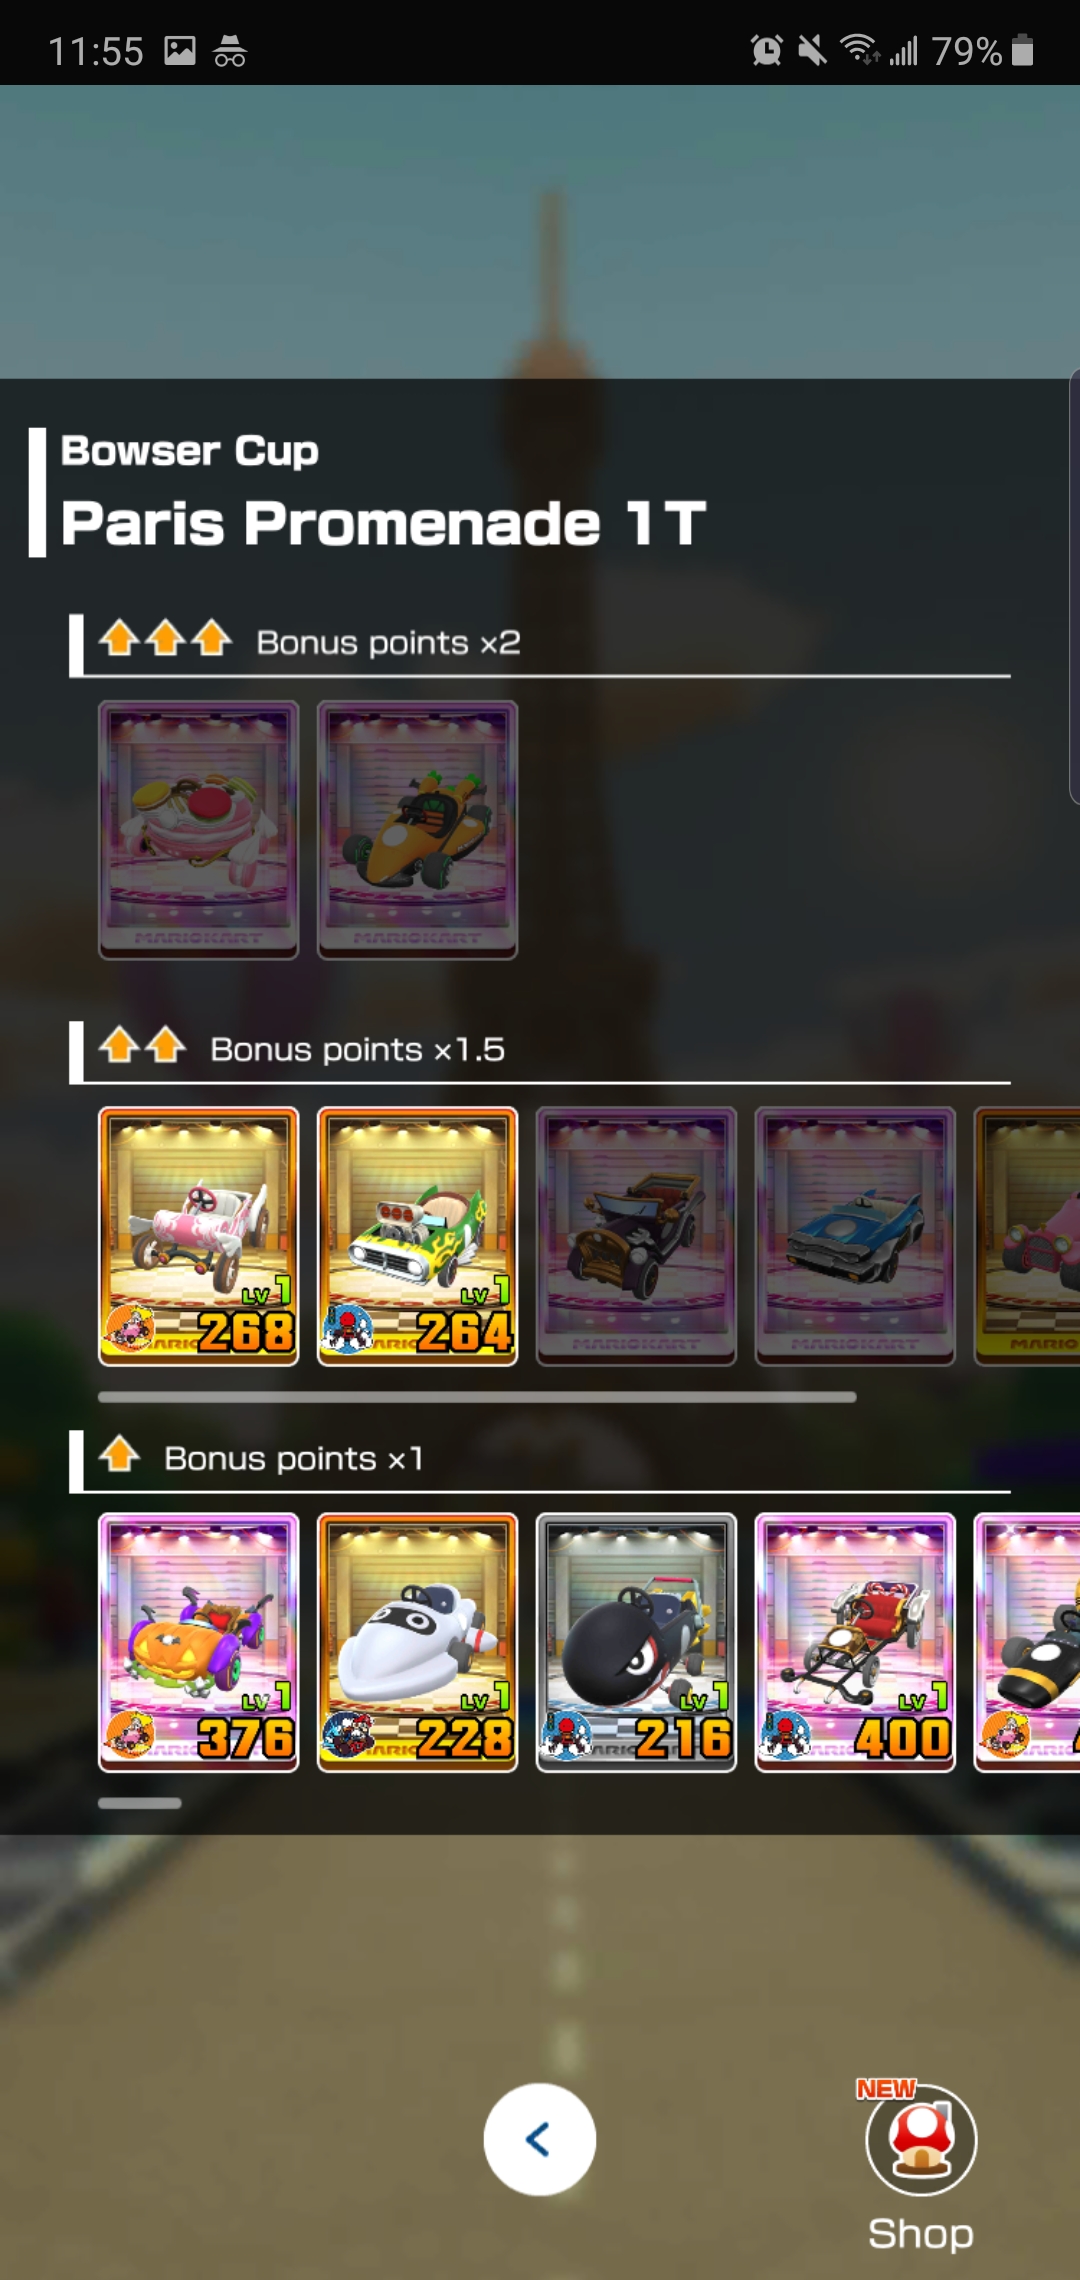 11:55 79%
Bowser Cup
Paris Promenade 1T
Bonus points ×2
MARIOKART MARIOKART
Bonus points ×1.5
LV 1 LV 1
268 264 MARIOKART MARIOKART
Bonus points ×1
LV 1 LV 1 LV 1 LV 1
376 228 216 400
NEW
Shop